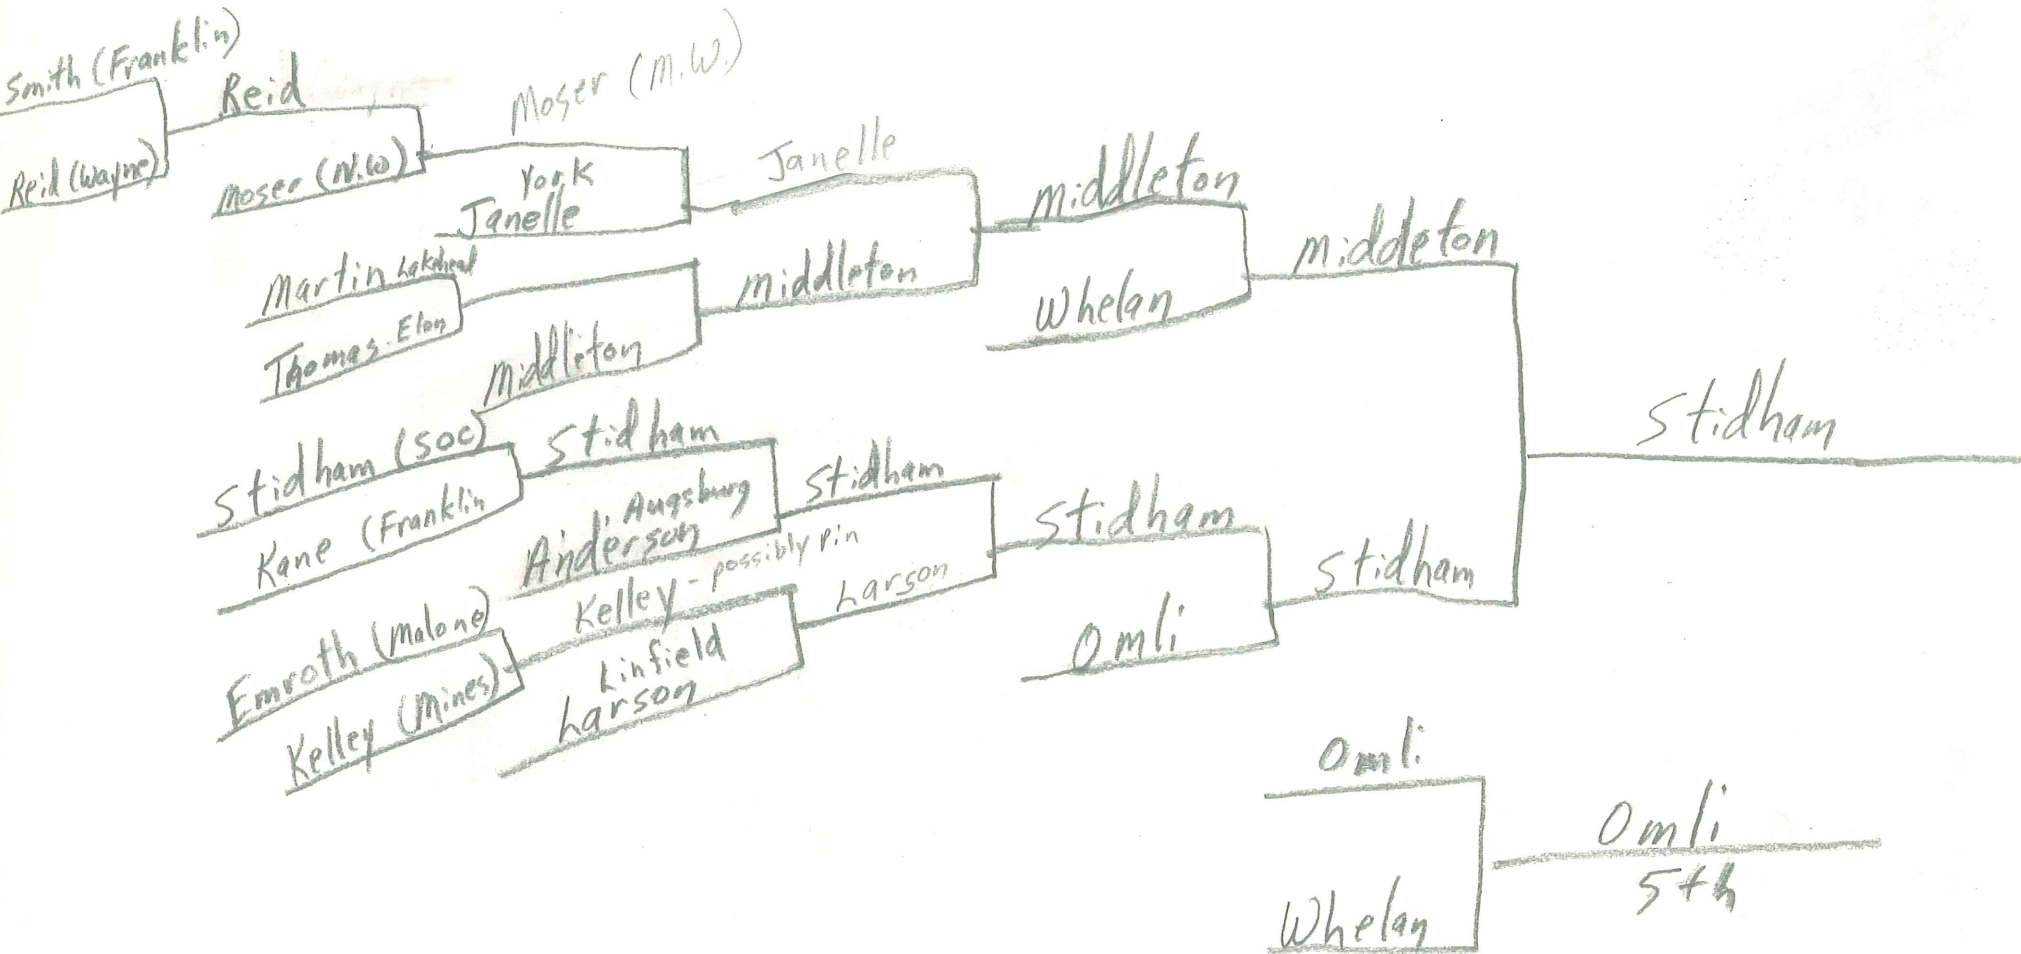 Smith (Franklin)
Reid (Wayne)
Reid
Moser (N.W)
Moser (M.W.)
York
Janelle
Janelle
Martin Lakehead
Thomas - Elon
Middleton
Middleton
Middleton
Whelan
Middleton
Stidham (SOC)
Kane (Franklin
Stidham
Augsburg
Anderson
Stidham
Emroth (Malone)
Kelley (Mines)
Kelley - possibly pin
Linfield
Larson
Larson
Stidham
Omli
Stidham
Stidham
Omli
Whelan
Omli
5th